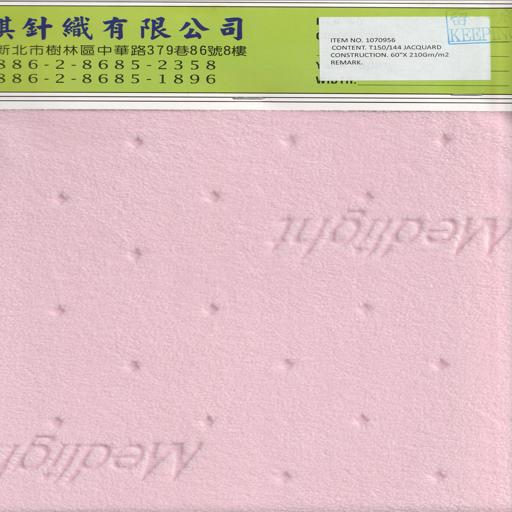 針織有限公司
新北市樹林區中華路379巷86號8樓
886-2-8685-2358
886-2-8685-1896
ITEM NO. 1070956
CONTENT. T150/144 JACQUARD
CONSTRUCTION. 60"X 210Gm/m2
REMARK.
留
KEEPIN
WIDTH:
Medlight
Medlight